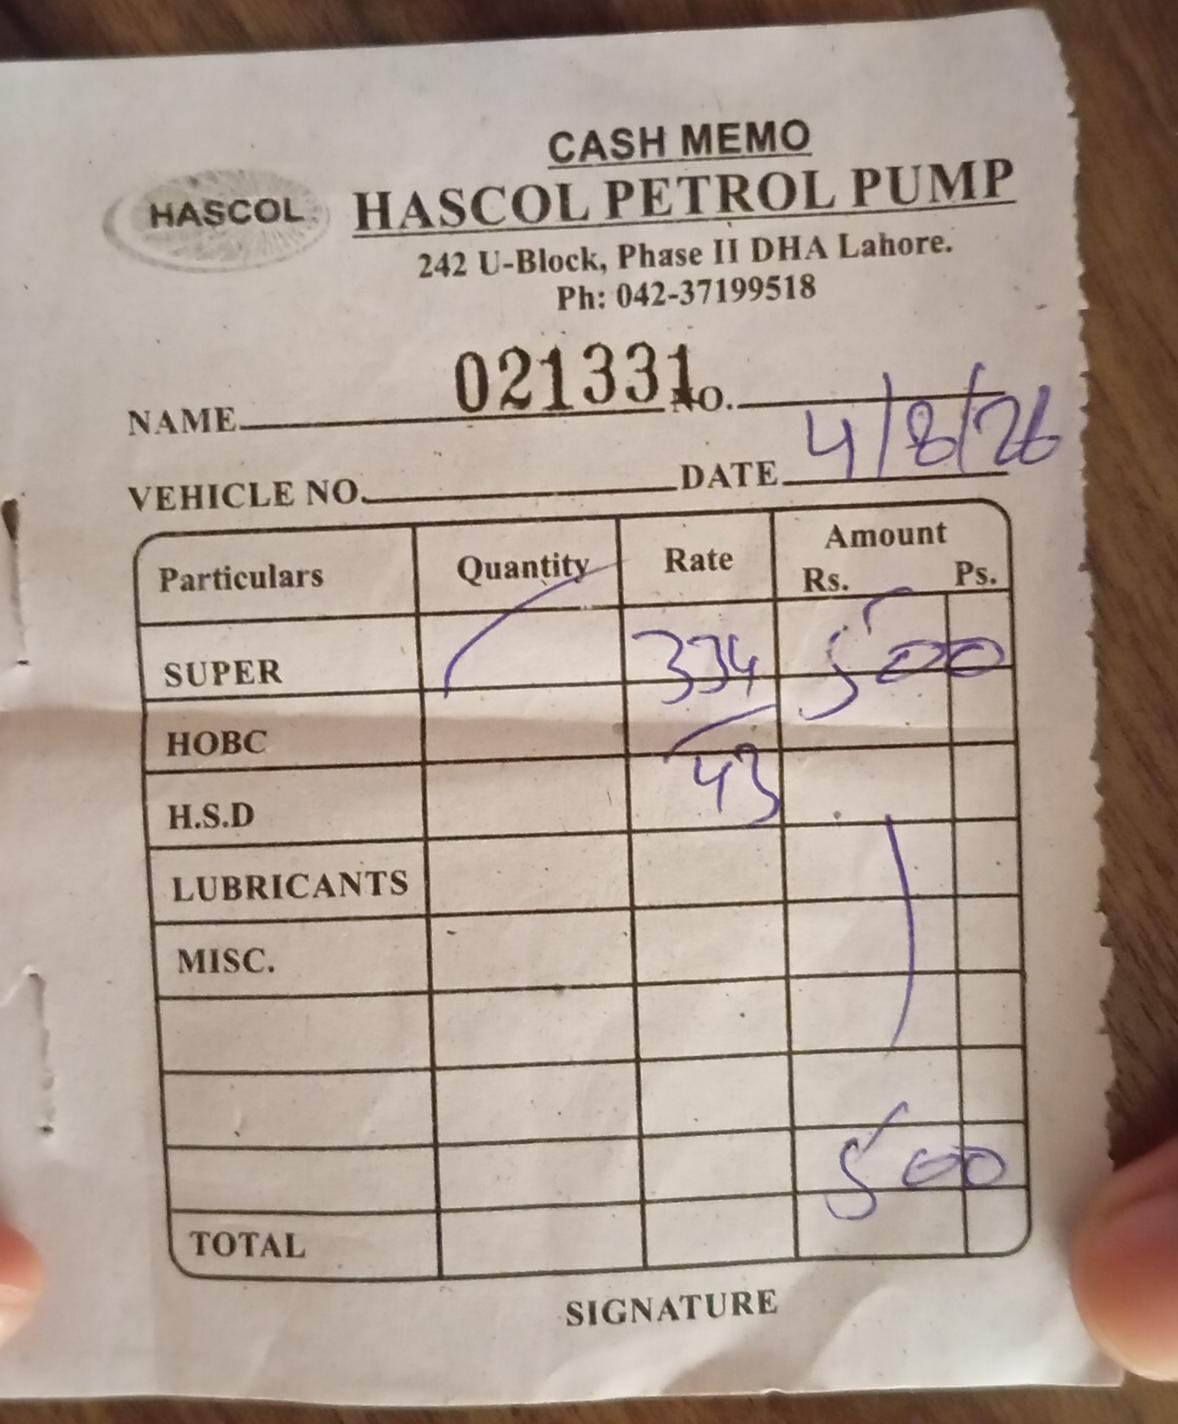 CASH MEMO
HASCOL
HASCOL PETROL PUMP
242 U-Block, Phase II DHA Lahore.
Ph: 042-37199518
NAME 021331 NO.
VEHICLE NO. DATE 4/8/26
Particulars Quantity Rate Amount
Rs. Ps.
SUPER 334 500
HOBC
H.S.D 43
LUBRICANTS
MISC.
500
TOTAL
SIGNATURE